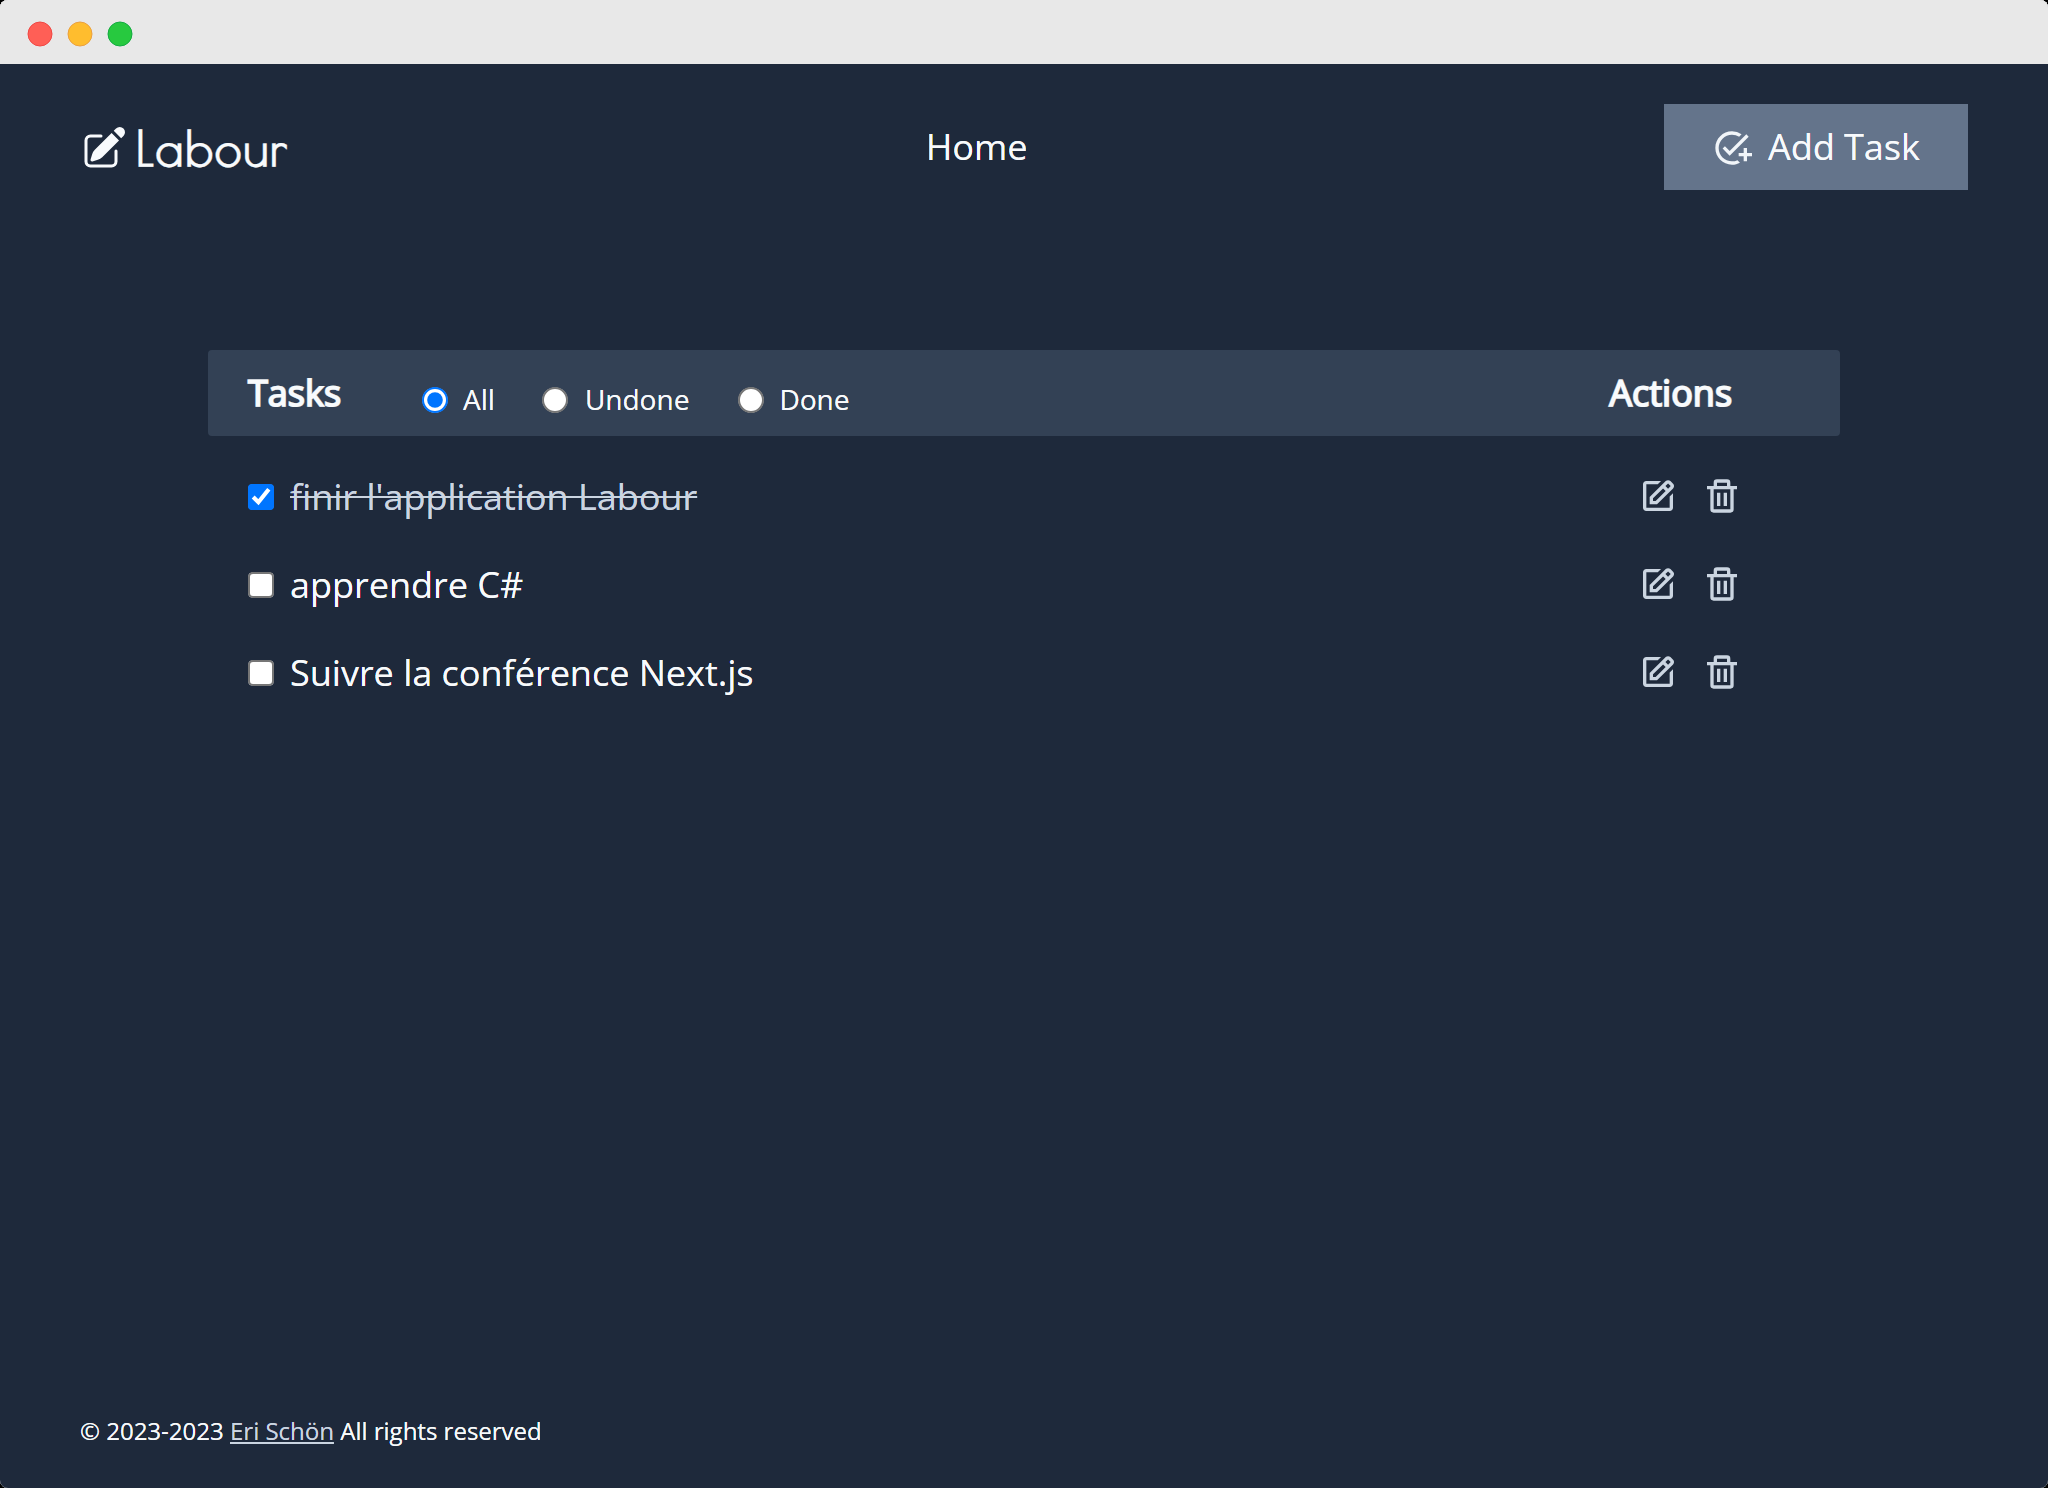 Labour
Home
Add Task
Tasks
All
Undone
Done
Actions
finir l'application Labour
apprendre C#
Suivre la conférence Next.js
© 2023-2023 Eri Schön All rights reserved